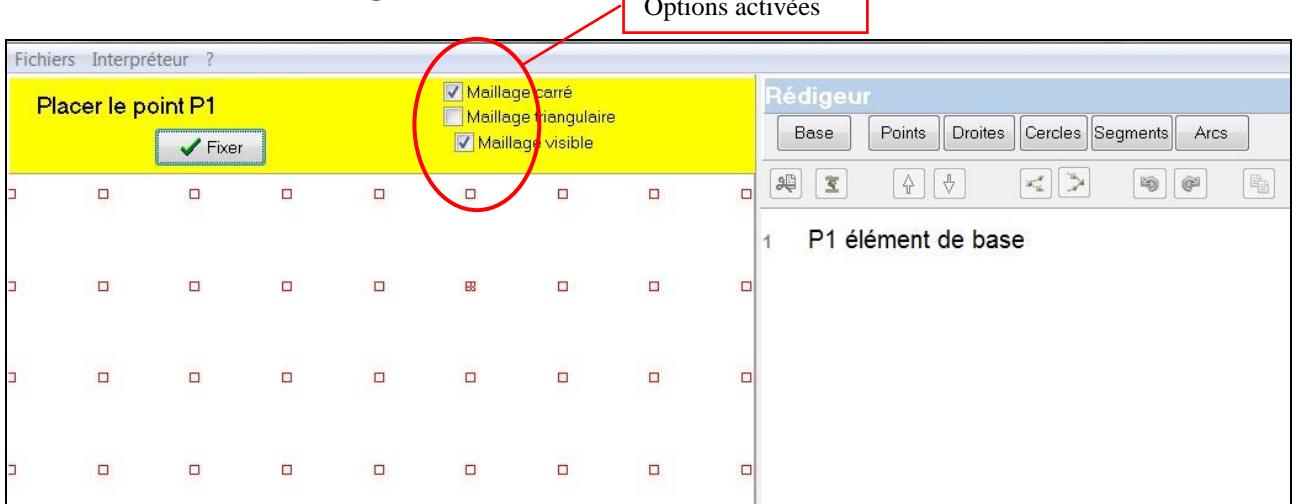 Options activées
Fichiers Interpréteur ?
Placer le point P1
Fixer
Maillage carré
Maillage triangulaire
Maillage visible
Rédigeur
Base Points Droites Cercles Segments Arcs
1 P1 élément de base